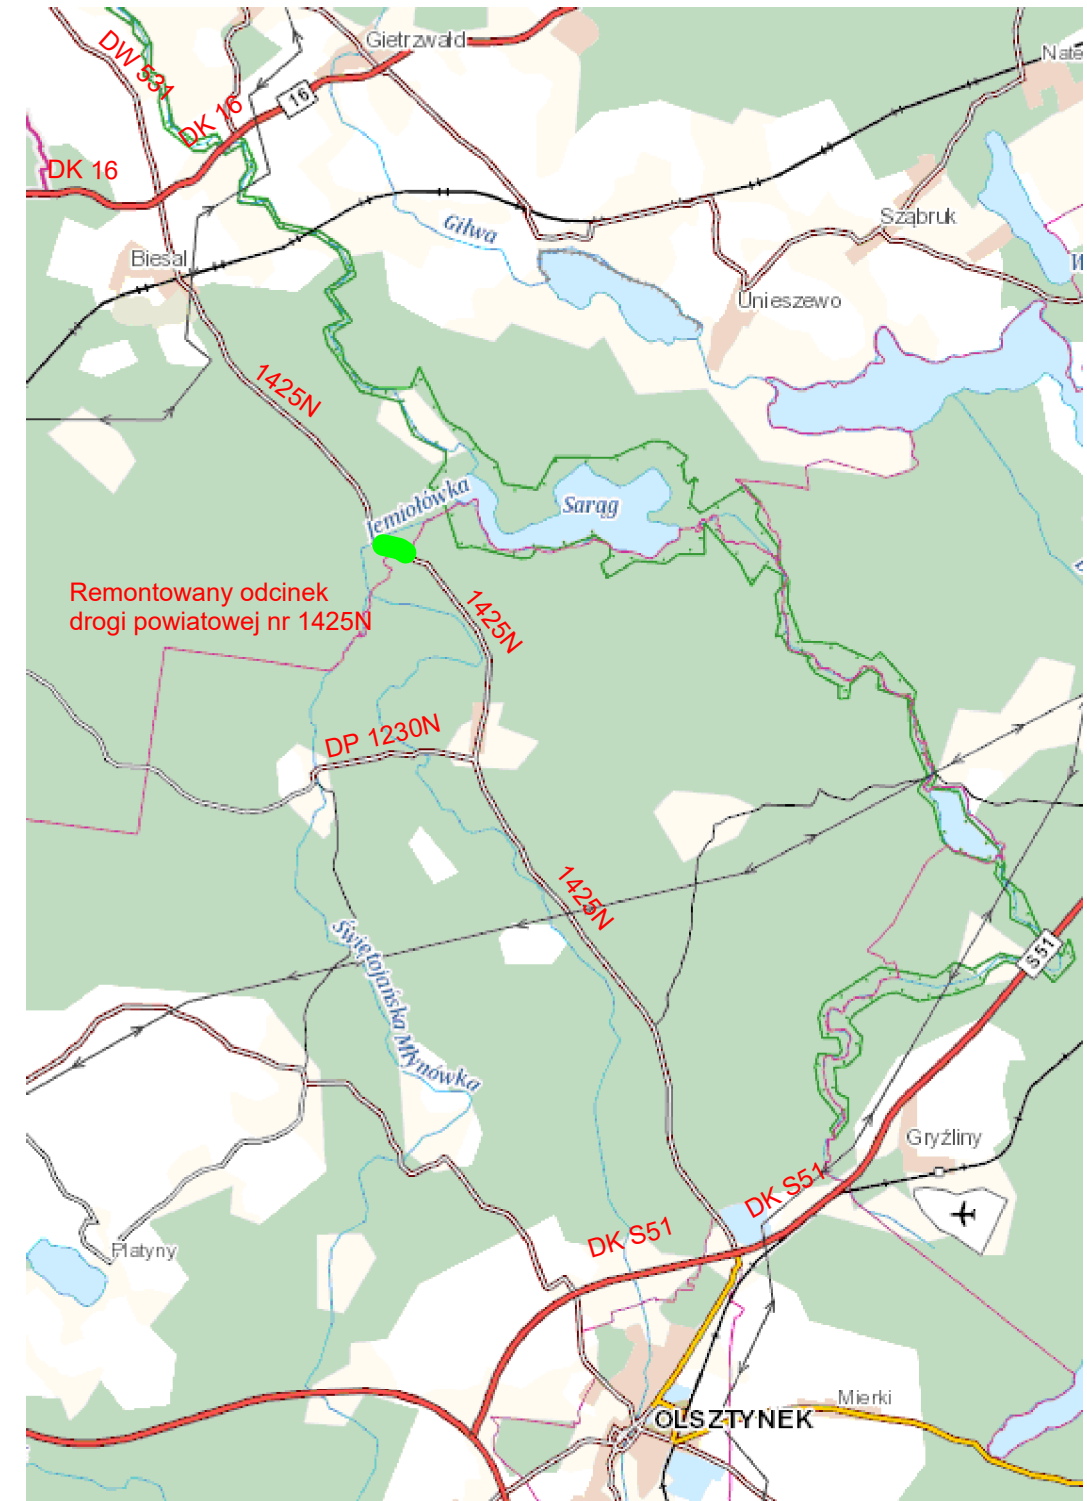 Gietrzwałd
DW 531
DK 16
16
DK 16
Gilwa
Sząbruk
Biesal
Unieszewo
1425N
Jemiołówka
Sarąg
Remontowany odcinek
drogi powiatowej nr 1425N
1425N
DP 1230N
1425N
Świętojańska Młynówka
S51
Gryźliny
DK S51
DK S51
Platyny
Mierki
OLSZTYNEK